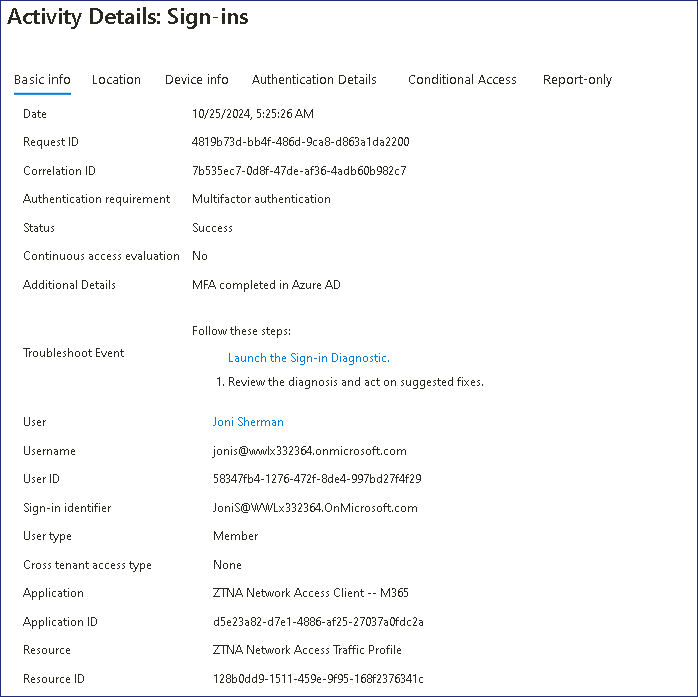 Activity Details: Sign-ins
Basic info Location Device info Authentication Details Conditional Access Report-only
Date 10/25/2024, 5:25:26 AM
Request ID 4819b73d-bb4f-486d-9ca8-d863a1da2200
Correlation ID 7b535ec7-0d8f-47de-af36-4adb60b982c7
Authentication requirement Multifactor authentication
Status Success
Continuous access evaluation No
Additional Details MFA completed in Azure AD
Follow these steps:
Troubleshoot Event
Launch the Sign-in Diagnostic.
1. Review the diagnosis and act on suggested fixes.
User Joni Sherman
Username jonis@wwlx332364.onmicrosoft.com
User ID 58347fb4-1276-472f-8de4-997bd27f4f29
Sign-in identifier JoniS@WWLx332364.OnMicrosoft.com
User type Member
Cross tenant access type None
Application ZTNA Network Access Client -- M365
Application ID d5e23a82-d7e1-4886-af25-27037a0fdc2a
Resource ZTNA Network Access Traffic Profile
Resource ID 128b0dd9-1511-459e-9f95-168f2376341c